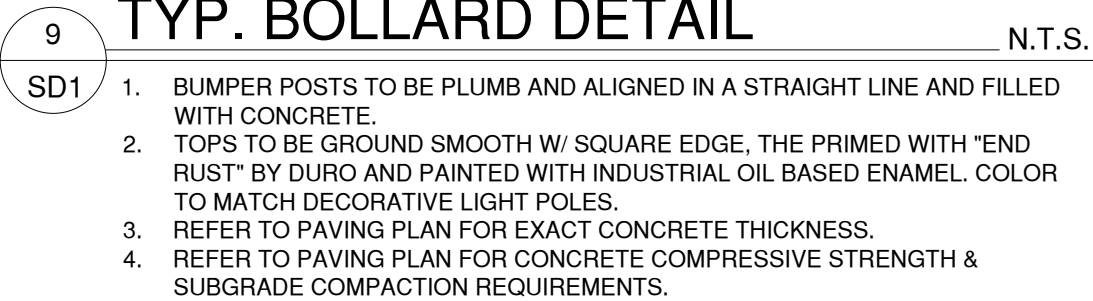 9
TYP. BOLLARD DETAIL
N.T.S.
SD1
1. BUMPER POSTS TO BE PLUMB AND ALIGNED IN A STRAIGHT LINE AND FILLED
WITH CONCRETE.
2. TOPS TO BE GROUND SMOOTH W/ SQUARE EDGE, THE PRIMED WITH "END
RUST" BY DURO AND PAINTED WITH INDUSTRIAL OIL BASED ENAMEL. COLOR
TO MATCH DECORATIVE LIGHT POLES.
3. REFER TO PAVING PLAN FOR EXACT CONCRETE THICKNESS.
4. REFER TO PAVING PLAN FOR CONCRETE COMPRESSIVE STRENGTH &
SUBGRADE COMPACTION REQUIREMENTS.